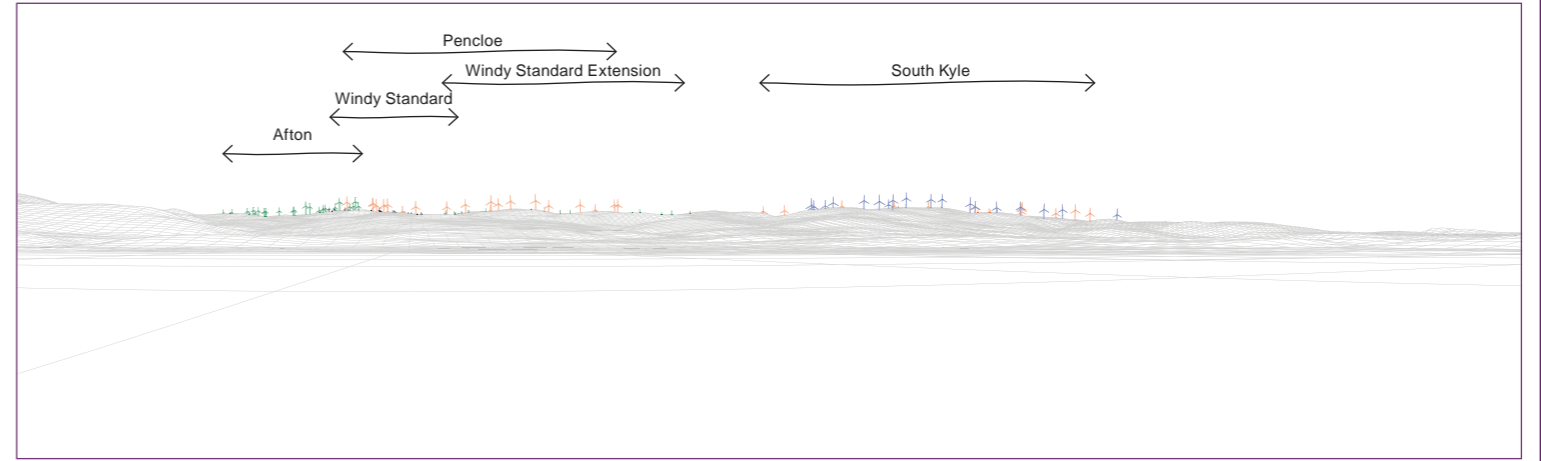 Pencloe
Windy Standard Extension
South Kyle
Windy Standard
Afton